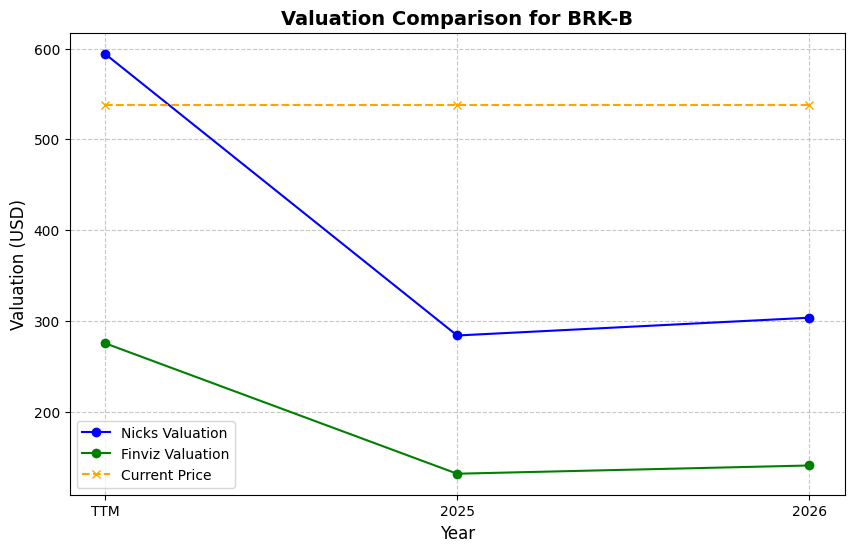 Valuation Comparison for BRK-B
Valuation (USD)
600
500
400
300
200
Nicks Valuation
Finviz Valuation
Current Price
TTM
2025
2026
Year